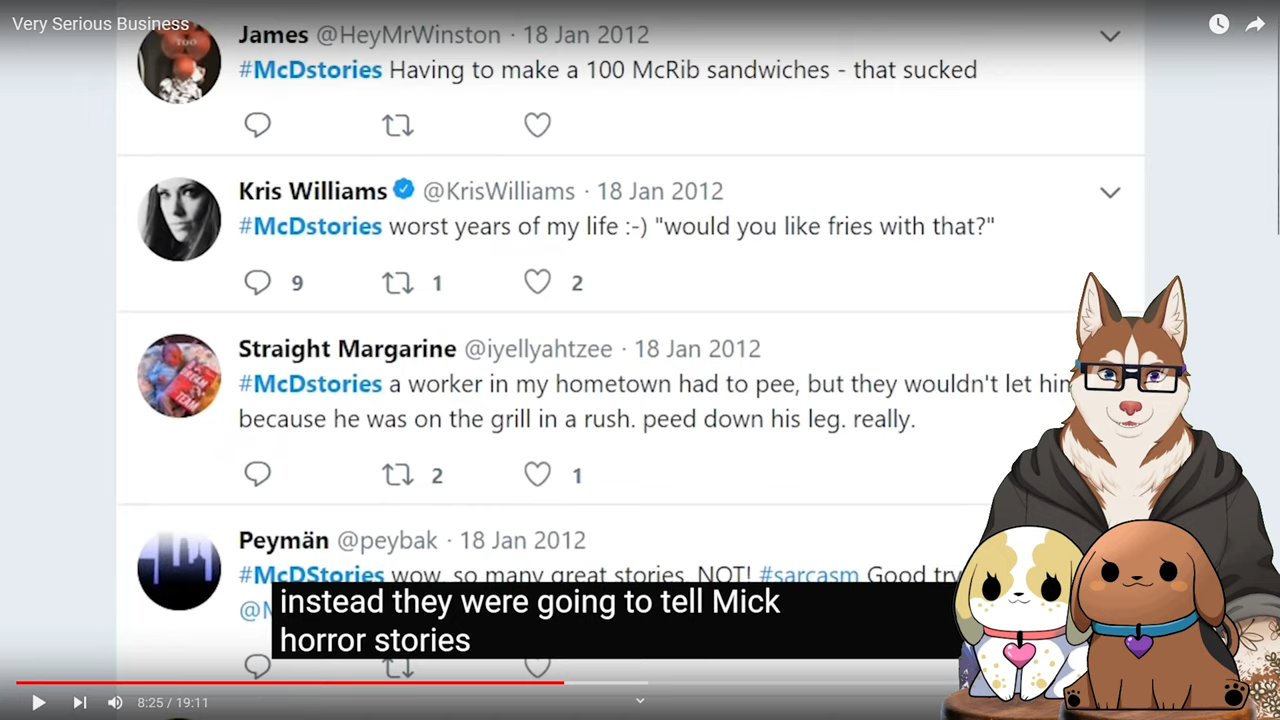 Very Serious Business
James @HeyMrWinston · 18 Jan 2012
#McDstories Having to make a 100 McRib sandwiches - that sucked
TOO
Kris Williams @KrisWilliams · 18 Jan 2012
#McDstories worst years of my life :-) "would you like fries with that?"
9 1 2
Straight Margarine @iyellyahtzee · 18 Jan 2012
#McDstories a worker in my hometown had to pee, but they wouldn't let him
because he was on the grill in a rush. peed down his leg. really.
2 1
Peymän @peybak · 18 Jan 2012
#McDStories wow, so many great stories. NOT! #sarcasm Good try
instead they were going to tell Mick
horror stories
8:25 / 19:11